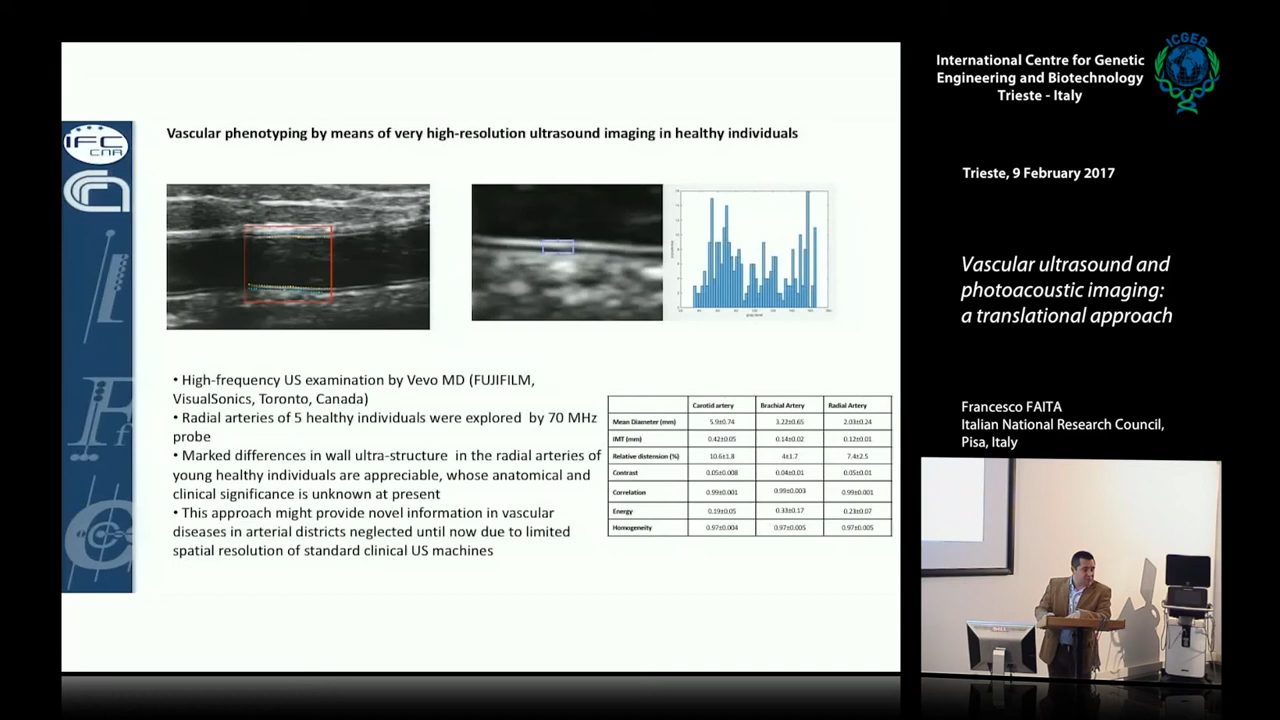 Vascular phenotyping by means of very high-resolution ultrasound imaging in healthy individuals
IFC
CNR
• High-frequency US examination by Vevo MD (FUJIFILM,
VisualSonics, Toronto, Canada)
• Radial arteries of 5 healthy individuals were explored by 70 MHz
probe
• Marked differences in wall ultra-structure in the radial arteries of
young healthy individuals are appreciable, whose anatomical and
clinical significance is unknown at present
• This approach might provide novel information in vascular
diseases in arterial districts neglected until now due to limited
spatial resolution of standard clinical US machines
Carotid artery Brachial Artery Radial Artery
Mean Diameter (mm) 5.9±0.74 3.22±0.65 2.03±0.24
IMT (mm) 0.42±0.05 0.14±0.02 0.12±0.01
Relative distension (%) 10.6±1.8 4±1.7 7.4±2.5
Contrast 0.05±0.008 0.04±0.01 0.05±0.01
Correlation 0.99±0.001 0.99±0.003 0.99±0.001
Energy 0.19±0.05 0.33±0.17 0.23±0.07
Homogeneity 0.97±0.004 0.97±0.005 0.97±0.005
International Centre for Genetic
Engineering and Biotechnology
Trieste - Italy
ICGEB
Trieste, 9 February 2017
Vascular ultrasound and
photoacoustic imaging:
a translational approach
Francesco FAITA
Italian National Research Council,
Pisa, Italy